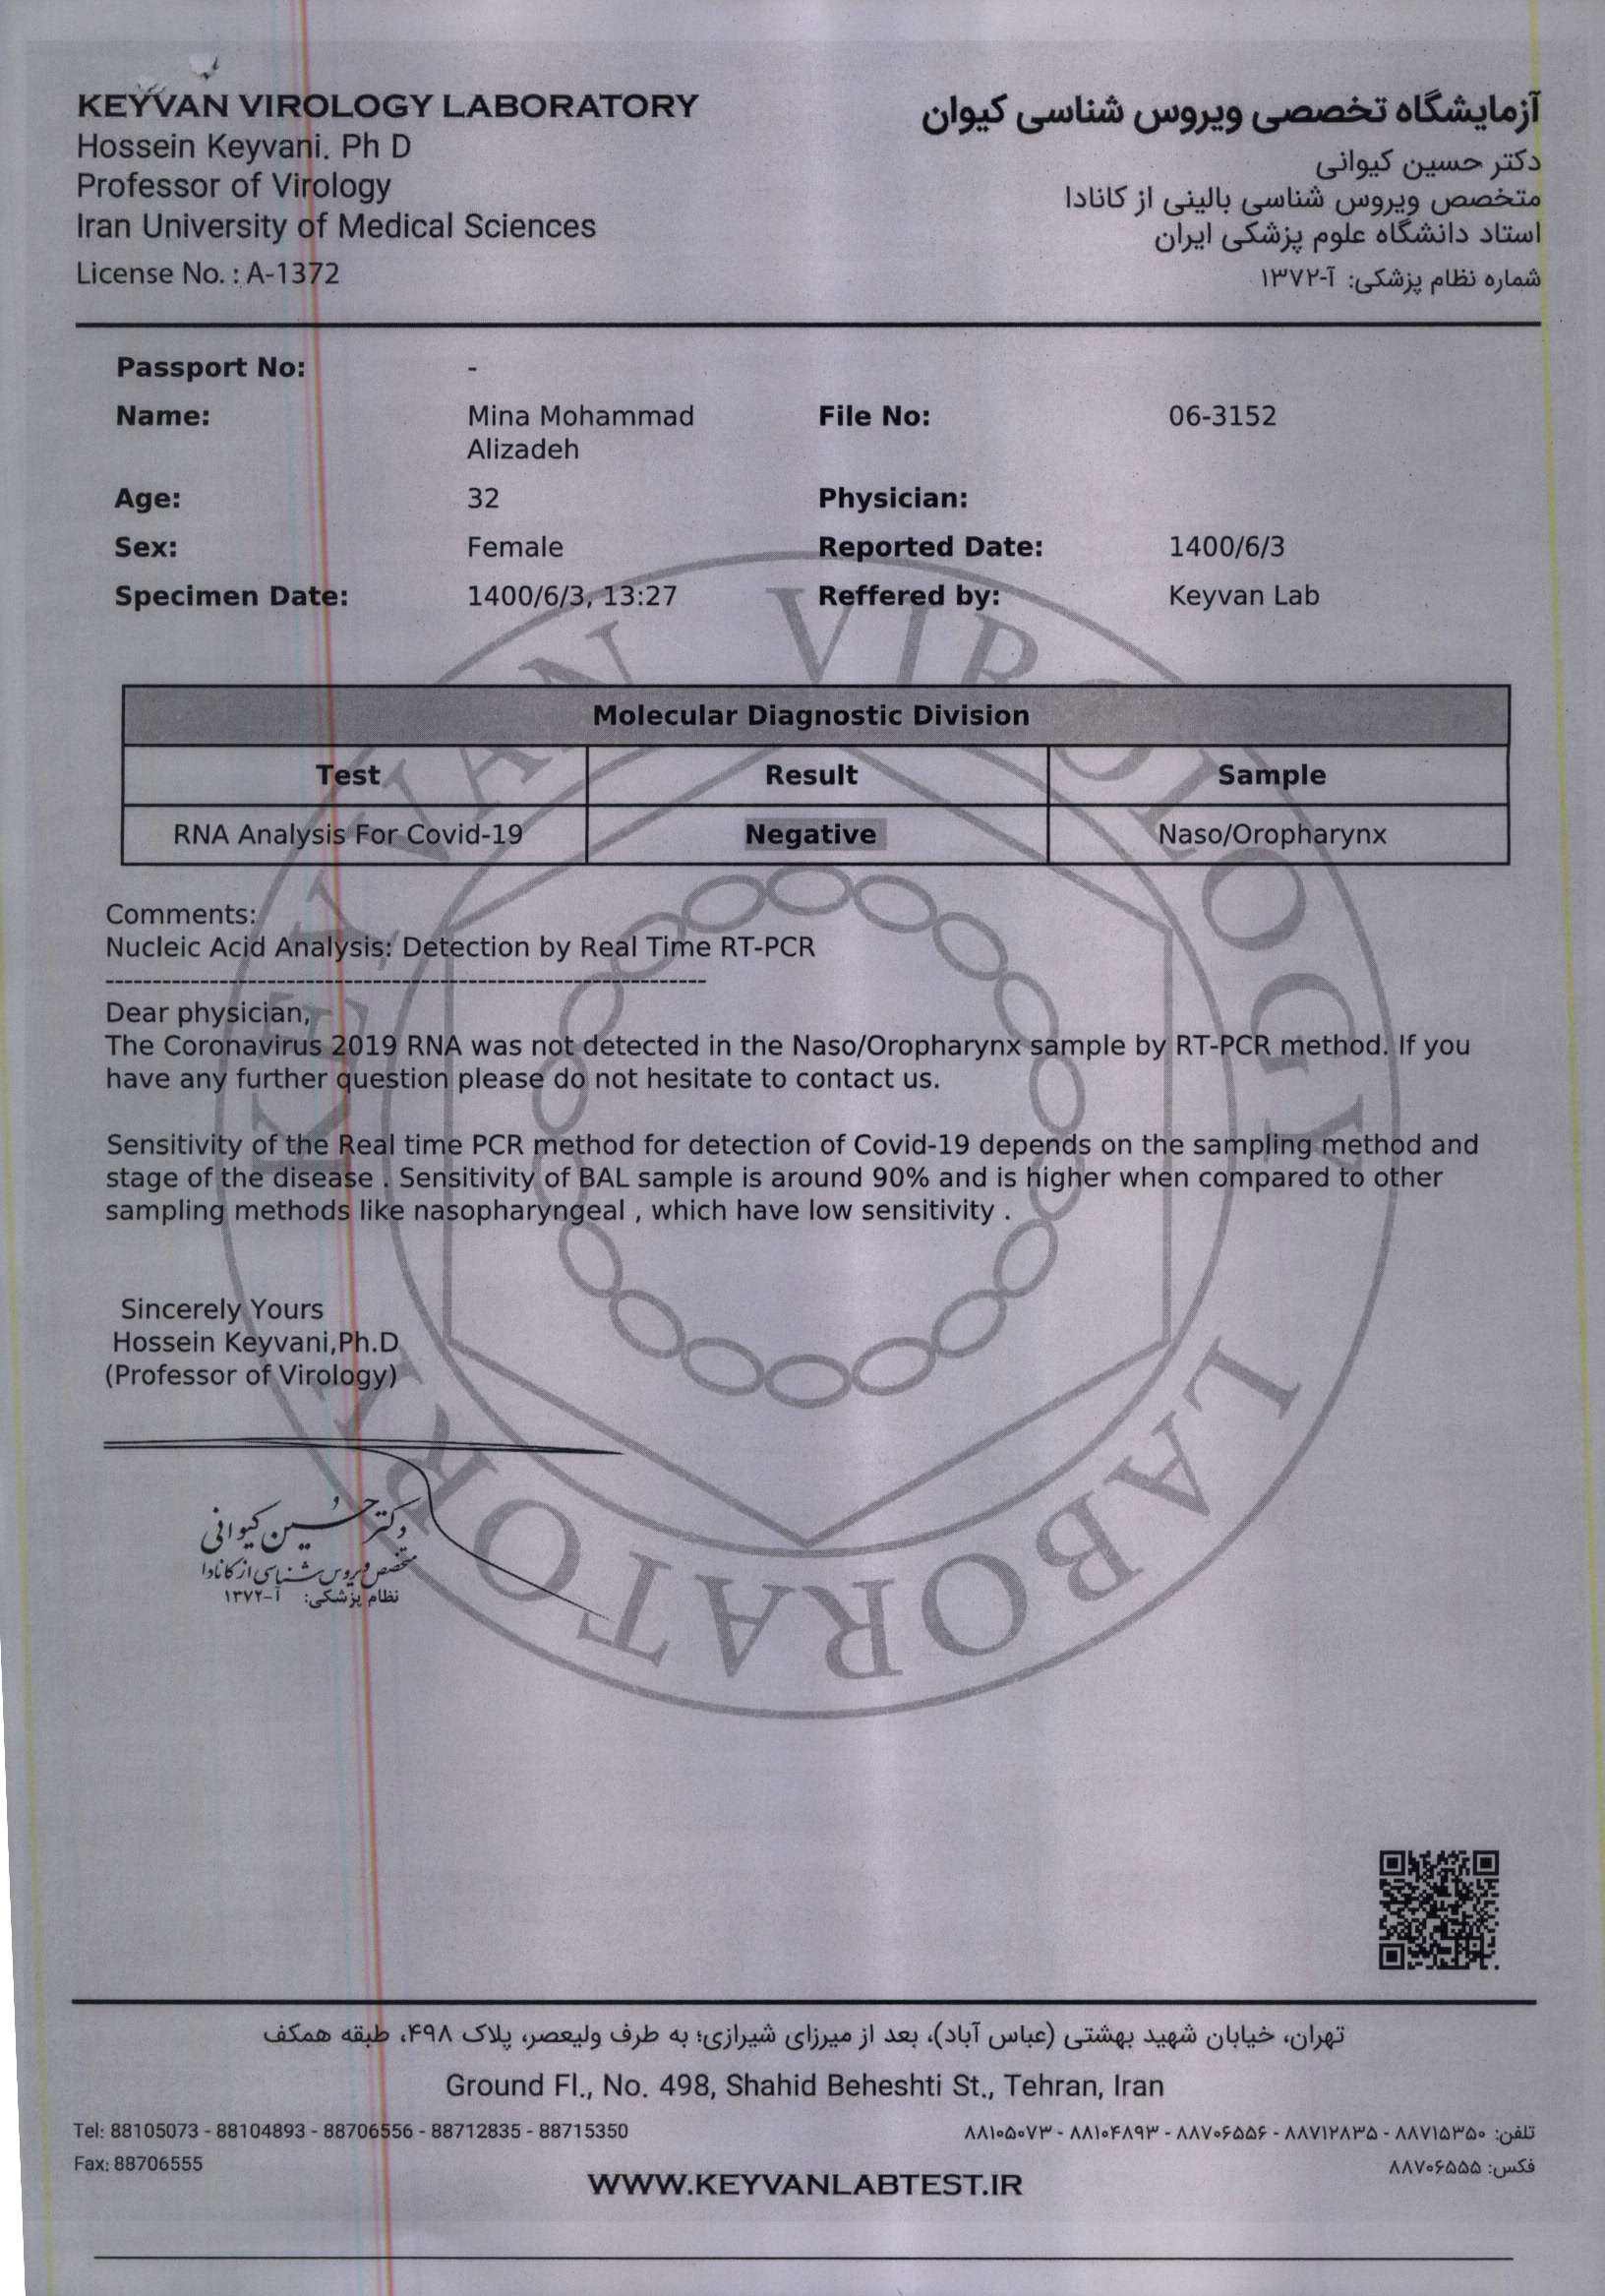 KEYVAN VIROLOGY LABORATORY
Hossein Keyvani. Ph D
Professor of Virology
Iran University of Medical Sciences
License No. : A-1372
آزمایشگاه تخصصی ویروس شناسی کیوان
دکتر حسین کیوانی
متخصص ویروس شناسی بالینی از کانادا
استاد دانشگاه علوم پزشکی ایران
شماره نظام پزشکی: آ-۱۳۷۲
Passport No: -
Name: Mina Mohammad Alizadeh File No: 06-3152
Age: 32 Physician:
Sex: Female Reported Date: 1400/6/3
Specimen Date: 1400/6/3, 13:27 Reffered by: Keyvan Lab
Molecular Diagnostic Division
Test Result Sample
RNA Analysis For Covid-19 Negative Naso/Oropharynx
Comments:
Nucleic Acid Analysis: Detection by Real Time RT-PCR
------------------------------------------------------------
Dear physician,
The Coronavirus 2019 RNA was not detected in the Naso/Oropharynx sample by RT-PCR method. If you
have any further question please do not hesitate to contact us.
Sensitivity of the Real time PCR method for detection of Covid-19 depends on the sampling method and
stage of the disease . Sensitivity of BAL sample is around 90% and is higher when compared to other
sampling methods like nasopharyngeal , which have low sensitivity .
Sincerely Yours
Hossein Keyvani,Ph.D
(Professor of Virology)
دکتر حسین کیوانی
متخصص ویروس شناسی از کانادا
نظام پزشکی: آ-۱۳۷۲
KEYVAN VIROLOGY LABORATORY
تهران، خیابان شهید بهشتی (عباس آباد)، بعد از میرزای شیرازی؛ به طرف ولیعصر، پلاک ۴۹۸، طبقه همکف
Ground Fl., No. 498, Shahid Beheshti St., Tehran, Iran
Tel: 88105073 - 88104893 - 88706556 - 88712835 - 88715350
Fax: 88706555
تلفن: ۸۸۷۱۵۳۵۰ - ۸۸۷۱۲۸۳۵ - ۸۸۷۰۶۵۵۶ - ۸۸۱۰۴۸۹۳ - ۸۸۱۰۵۰۷۳
فکس: ۸۸۷۰۶۵۵۵
WWW.KEYVANLABTEST.IR